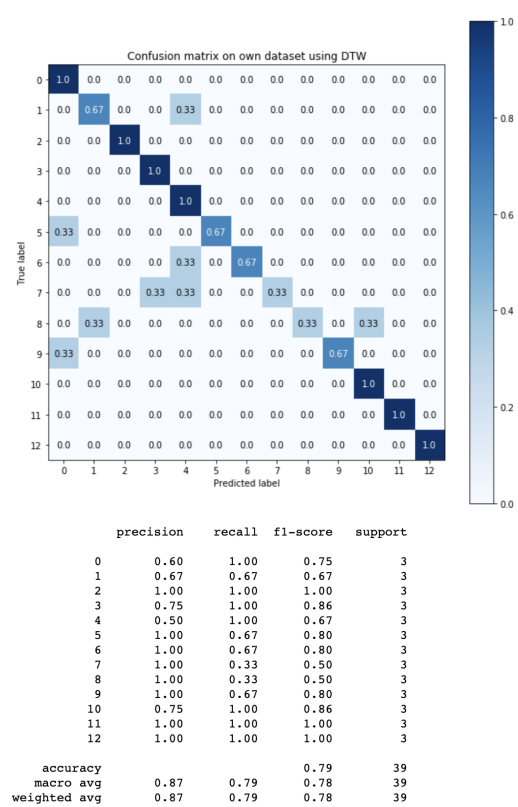 Confusion matrix on own dataset using DTW
True label
0 1.0 0.0 0.0 0.0 0.0 0.0 0.0 0.0 0.0 0.0 0.0 0.0 0.0
1 0.0 0.67 0.0 0.0 0.33 0.0 0.0 0.0 0.0 0.0 0.0 0.0 0.0
2 0.0 0.0 1.0 0.0 0.0 0.0 0.0 0.0 0.0 0.0 0.0 0.0 0.0
3 0.0 0.0 0.0 1.0 0.0 0.0 0.0 0.0 0.0 0.0 0.0 0.0 0.0
4 0.0 0.0 0.0 0.0 1.0 0.0 0.0 0.0 0.0 0.0 0.0 0.0 0.0
5 0.33 0.0 0.0 0.0 0.0 0.67 0.0 0.0 0.0 0.0 0.0 0.0 0.0
6 0.0 0.0 0.0 0.0 0.33 0.0 0.67 0.0 0.0 0.0 0.0 0.0 0.0
7 0.0 0.0 0.0 0.33 0.33 0.0 0.0 0.33 0.0 0.0 0.0 0.0 0.0
8 0.0 0.33 0.0 0.0 0.0 0.0 0.0 0.0 0.33 0.0 0.33 0.0 0.0
9 0.33 0.0 0.0 0.0 0.0 0.0 0.0 0.0 0.0 0.67 0.0 0.0 0.0
10 0.0 0.0 0.0 0.0 0.0 0.0 0.0 0.0 0.0 0.0 1.0 0.0 0.0
11 0.0 0.0 0.0 0.0 0.0 0.0 0.0 0.0 0.0 0.0 0.0 1.0 0.0
12 0.0 0.0 0.0 0.0 0.0 0.0 0.0 0.0 0.0 0.0 0.0 0.0 1.0
0 1 2 3 4 5 6 7 8 9 10 11 12
Predicted label
1.0
0.8
0.6
0.4
0.2
0.0
precision recall f1-score support
0 0.60 1.00 0.75 3
1 0.67 0.67 0.67 3
2 1.00 1.00 1.00 3
3 0.75 1.00 0.86 3
4 0.50 1.00 0.67 3
5 1.00 0.67 0.80 3
6 1.00 0.67 0.80 3
7 1.00 0.33 0.50 3
8 1.00 0.33 0.50 3
9 1.00 0.67 0.80 3
10 0.75 1.00 0.86 3
11 1.00 1.00 1.00 3
12 1.00 1.00 1.00 3
accuracy 0.79 39
macro avg 0.87 0.79 0.78 39
weighted avg 0.87 0.79 0.78 39